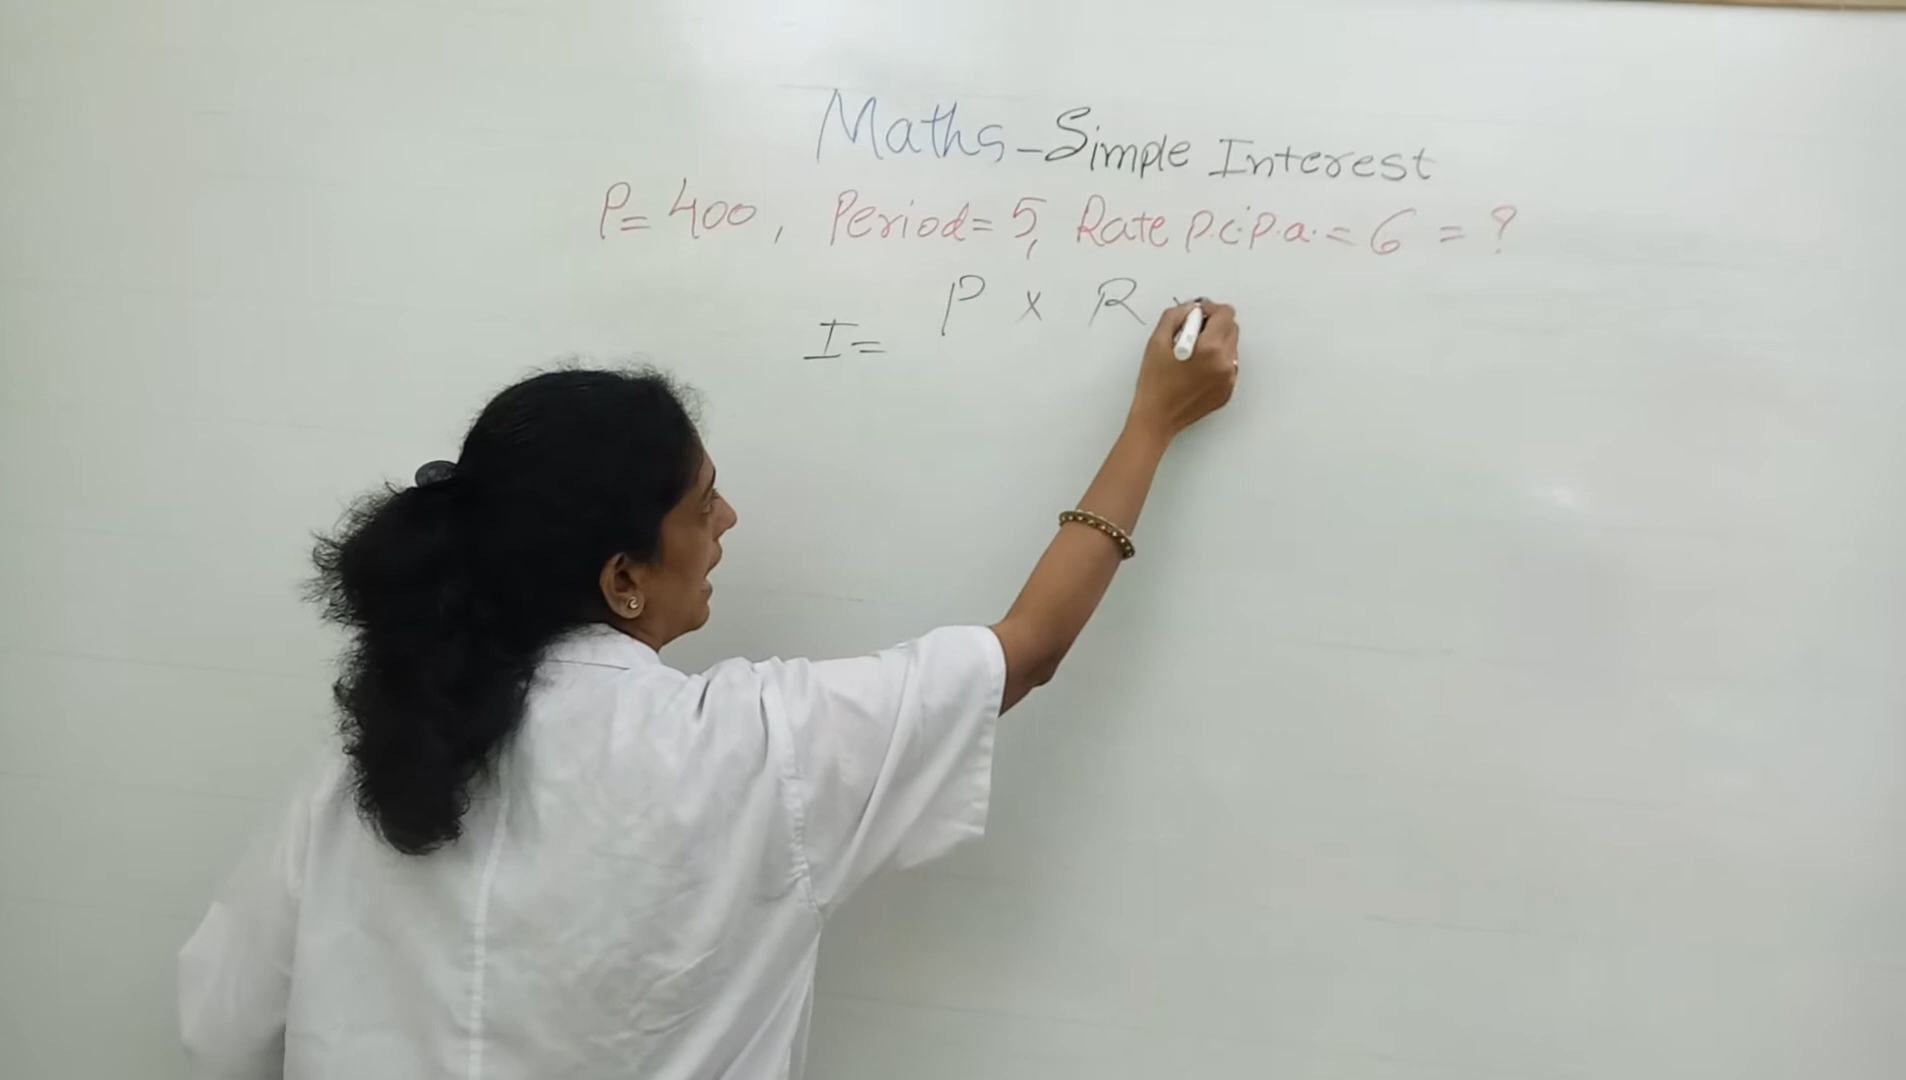 Maths-Simple Interest
P= 400, Period= 5, Rate p.c.p.a. = 6 = ?
P x R x
I=